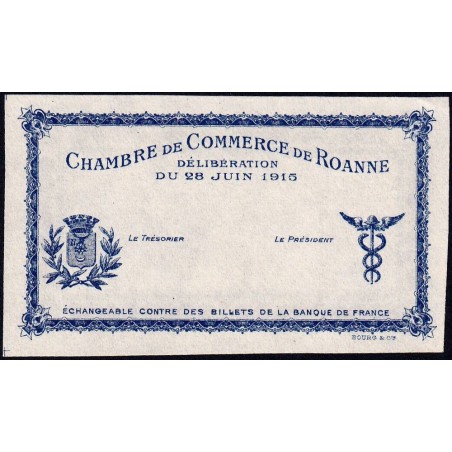 CHAMBRE DE COMMERCE DE ROANNE
DÉLIBÉRATION
DU 28 JUIN 1915
LE TRÉSORIER LE PRÉSIDENT
ÉCHANGEABLE CONTRE DES BILLETS DE LA BANQUE DE FRANCE
BOURG & Cie